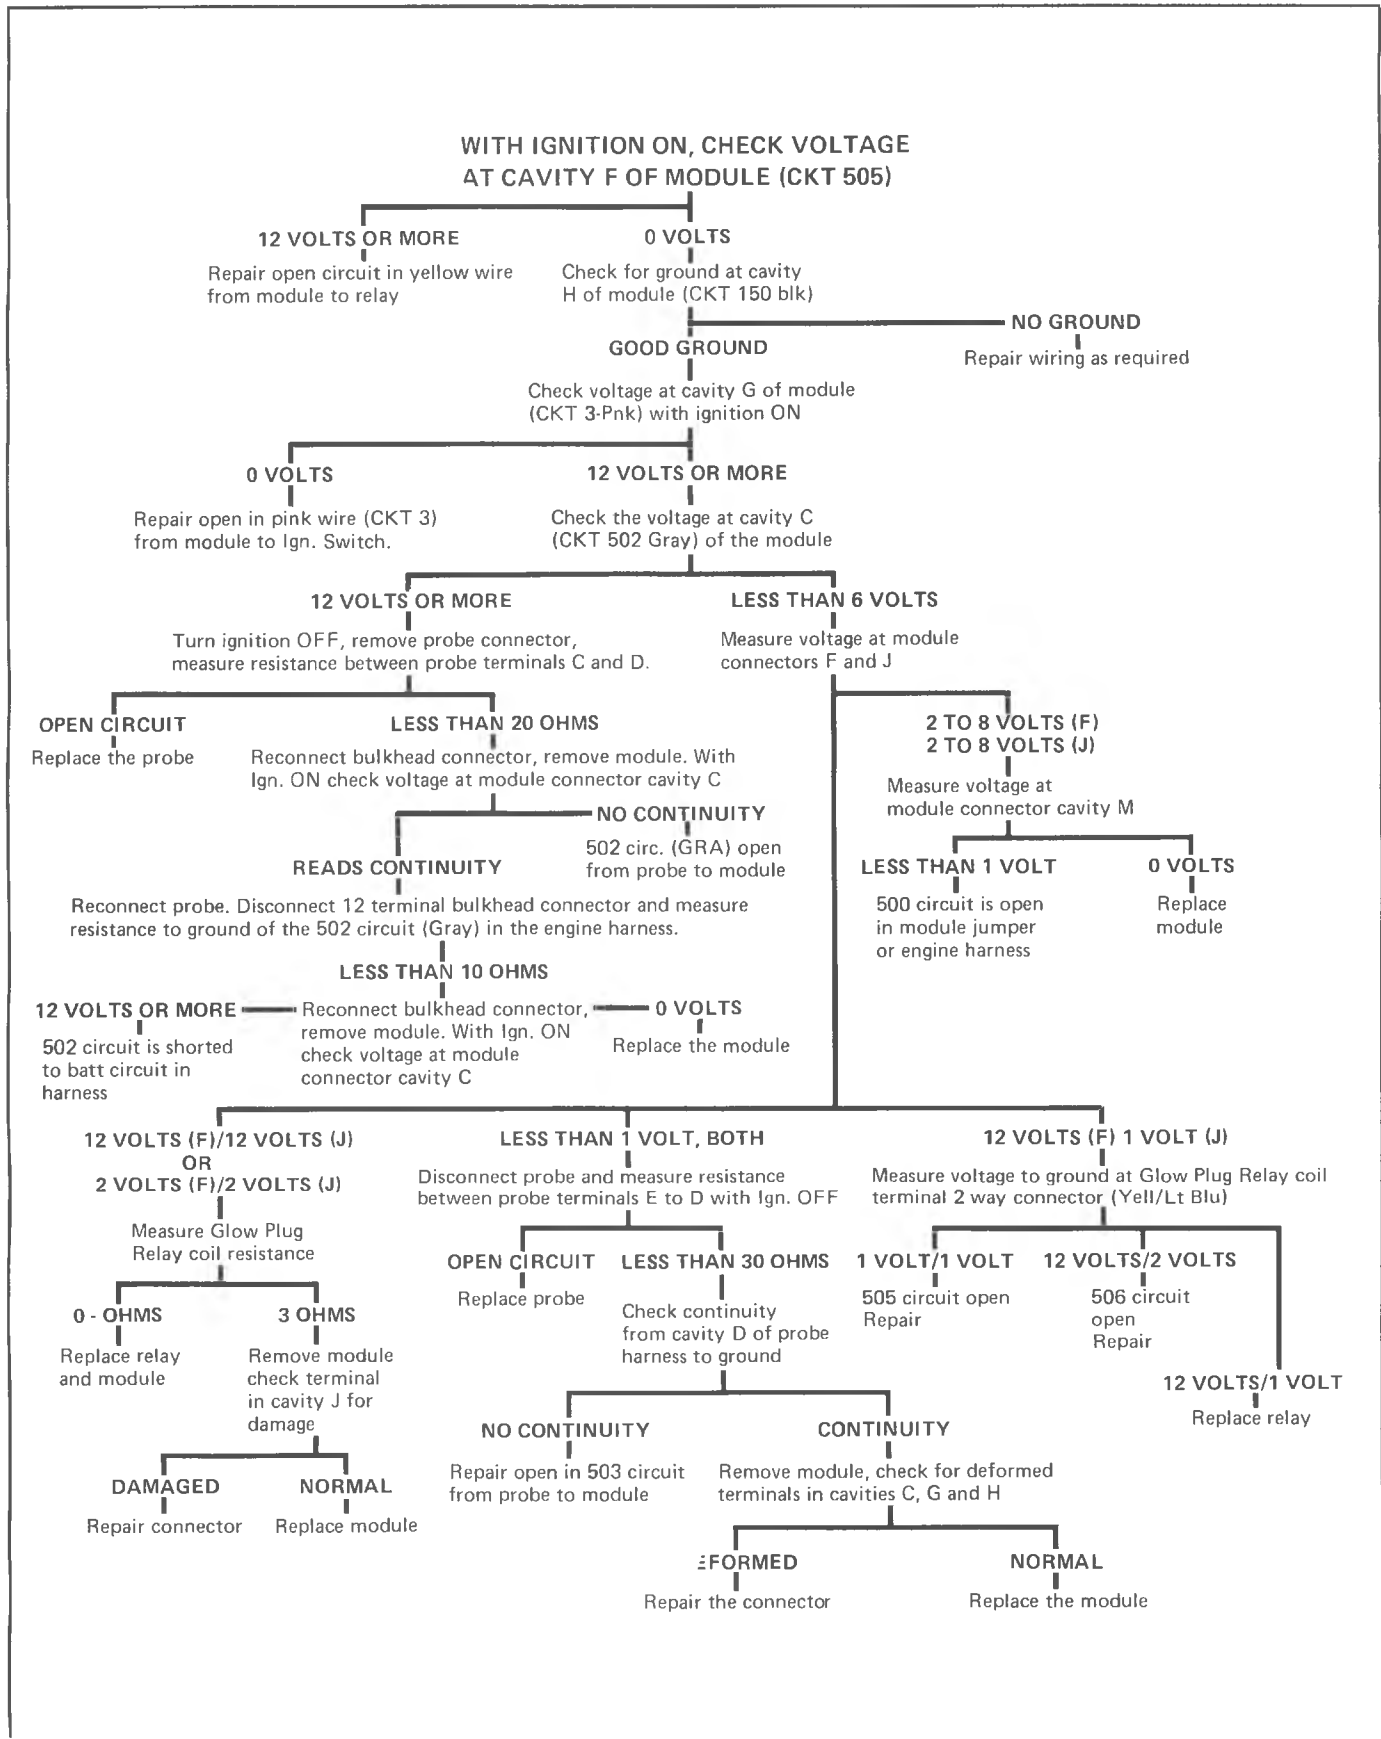 WITH IGNITION ON, CHECK VOLTAGE
AT CAVITY F OF MODULE (CKT 505)
12 VOLTS OR MORE
Repair open circuit in yellow wire
from module to relay
0 VOLTS
Check for ground at cavity
H of module (CKT 150 blk)
NO GROUND
Repair wiring as required
GOOD GROUND
Check voltage at cavity G of module
(CKT 3-Pnk) with ignition ON
0 VOLTS
Repair open in pink wire (CKT 3)
from module to Ign. Switch.
12 VOLTS OR MORE
Check the voltage at cavity C
(CKT 502 Gray) of the module
12 VOLTS OR MORE
Turn ignition OFF, remove probe connector,
measure resistance between probe terminals C and D.
LESS THAN 6 VOLTS
Measure voltage at module
connectors F and J
OPEN CIRCUIT
Replace the probe
LESS THAN 20 OHMS
Reconnect bulkhead connector, remove module. With
Ign. ON check voltage at module connector cavity C
2 TO 8 VOLTS (F)
2 TO 8 VOLTS (J)
Measure voltage at
module connector cavity M
NO CONTINUITY
502 circ. (GRA) open
from probe to module
READS CONTINUITY
Reconnect probe. Disconnect 12 terminal bulkhead connector and measure
resistance to ground of the 502 circuit (Gray) in the engine harness.
LESS THAN 1 VOLT
500 circuit is open
in module jumper
or engine harness
0 VOLTS
Replace
module
LESS THAN 10 OHMS
Reconnect bulkhead connector,
remove module. With Ign. ON
check voltage at module
connector cavity C
12 VOLTS OR MORE
502 circuit is shorted
to batt circuit in
harness
0 VOLTS
Replace the module
12 VOLTS (F)/12 VOLTS (J)
OR
2 VOLTS (F)/2 VOLTS (J)
Measure Glow Plug
Relay coil resistance
0 - OHMS
Replace relay
and module
3 OHMS
Remove module
check terminal
in cavity J for
damage
DAMAGED
Repair connector
NORMAL
Replace module
LESS THAN 1 VOLT, BOTH
Disconnect probe and measure resistance
between probe terminals E to D with Ign. OFF
OPEN CIRCUIT
Replace probe
LESS THAN 30 OHMS
Check continuity
from cavity D of probe
harness to ground
NO CONTINUITY
Repair open in 503 circuit
from probe to module
CONTINUITY
Remove module, check for deformed
terminals in cavities C, G and H
EFORMED
Repair the connector
NORMAL
Replace the module
12 VOLTS (F) 1 VOLT (J)
Measure voltage to ground at Glow Plug Relay coil
terminal 2 way connector (Yell/Lt Blu)
1 VOLT/1 VOLT
505 circuit open
Repair
12 VOLTS/2 VOLTS
506 circuit
open
Repair
12 VOLTS/1 VOLT
Replace relay